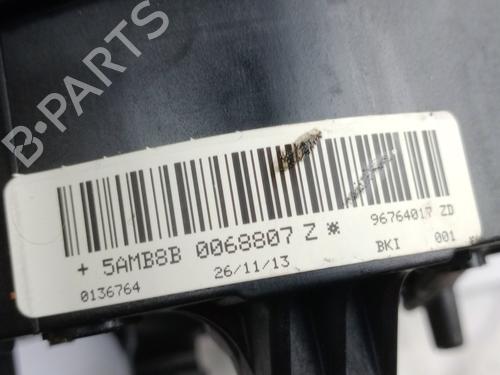 B-PARTS
+ 5AMB8B 0068807 Z *
96764017 ZD
0136764
26/11/13
BKI
001